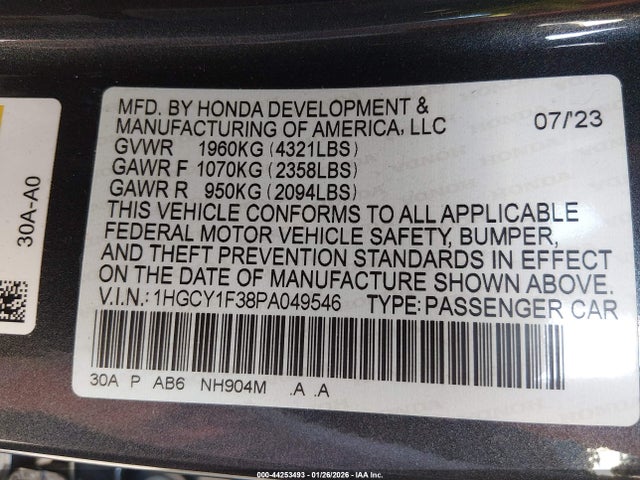 MFD. BY HONDA DEVELOPMENT &
MANUFACTURING OF AMERICA, LLC 07/'23
GVWR 1960KG (4321LBS)
GAWR F 1070KG (2358LBS)
GAWR R 950KG (2094LBS)
THIS VEHICLE CONFORMS TO ALL APPLICABLE
FEDERAL MOTOR VEHICLE SAFETY, BUMPER,
AND THEFT PREVENTION STANDARDS IN EFFECT
ON THE DATE OF MANUFACTURE SHOWN ABOVE.
V.I.N.: 1HGCY1F38PA049546 TYPE: PASSENGER CAR
30A P AB6 NH904M .A .A
30A-A0
000-44253493 - 01/26/2026 - IAA Inc.